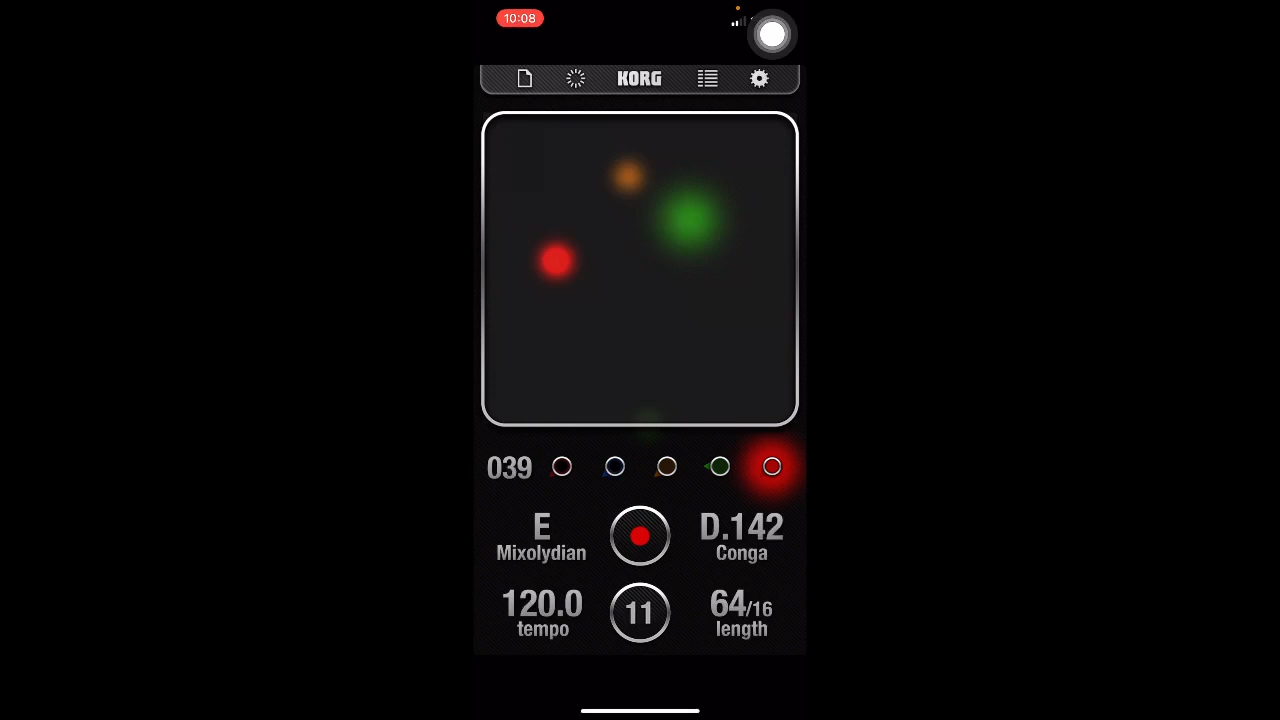 10:08
KORG
039
E
Mixolydian
D.142
Conga
120.0
tempo
11
64/16
length